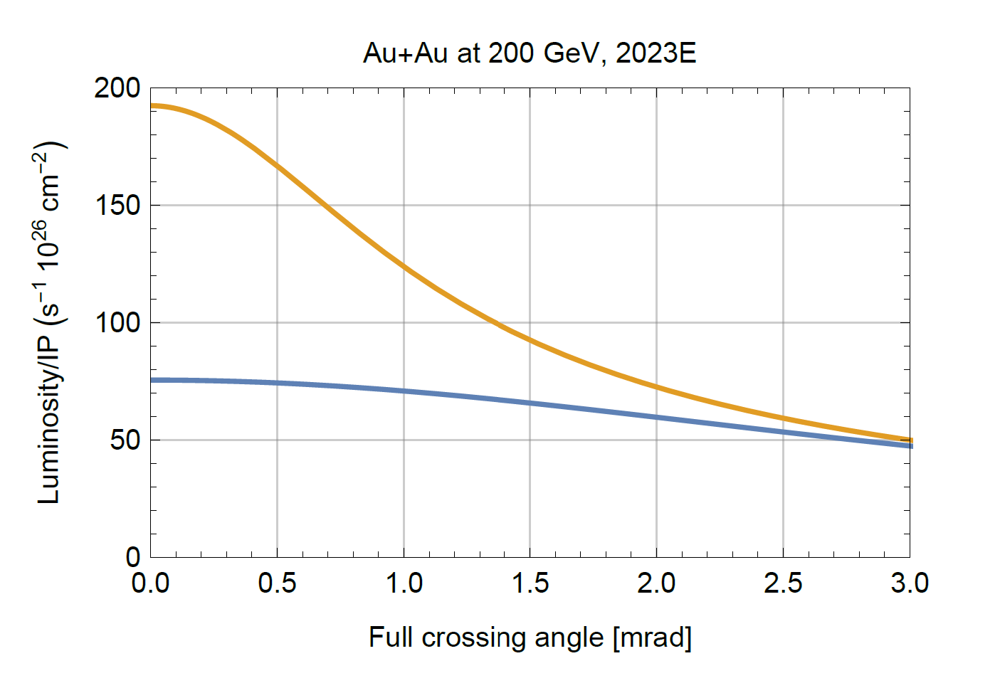 Au+Au at 200 GeV, 2023E
Luminosity/IP (s⁻¹ 10²⁶ cm⁻²)
200
150
100
50
0
0.0 0.5 1.0 1.5 2.0 2.5 3.0
Full crossing angle [mrad]